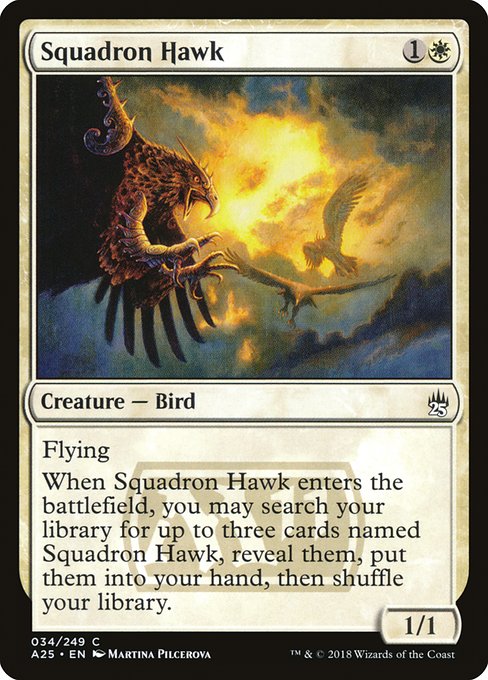 Squadron Hawk 1
25
Creature — Bird
Flying
When Squadron Hawk enters the
battlefield, you may search your
library for up to three cards named
Squadron Hawk, reveal them, put
them into your hand, then shuffle
your library.
1/1
034/249 C
A25 • EN Martina Pilcerova
™ & © 2018 Wizards of the Coast